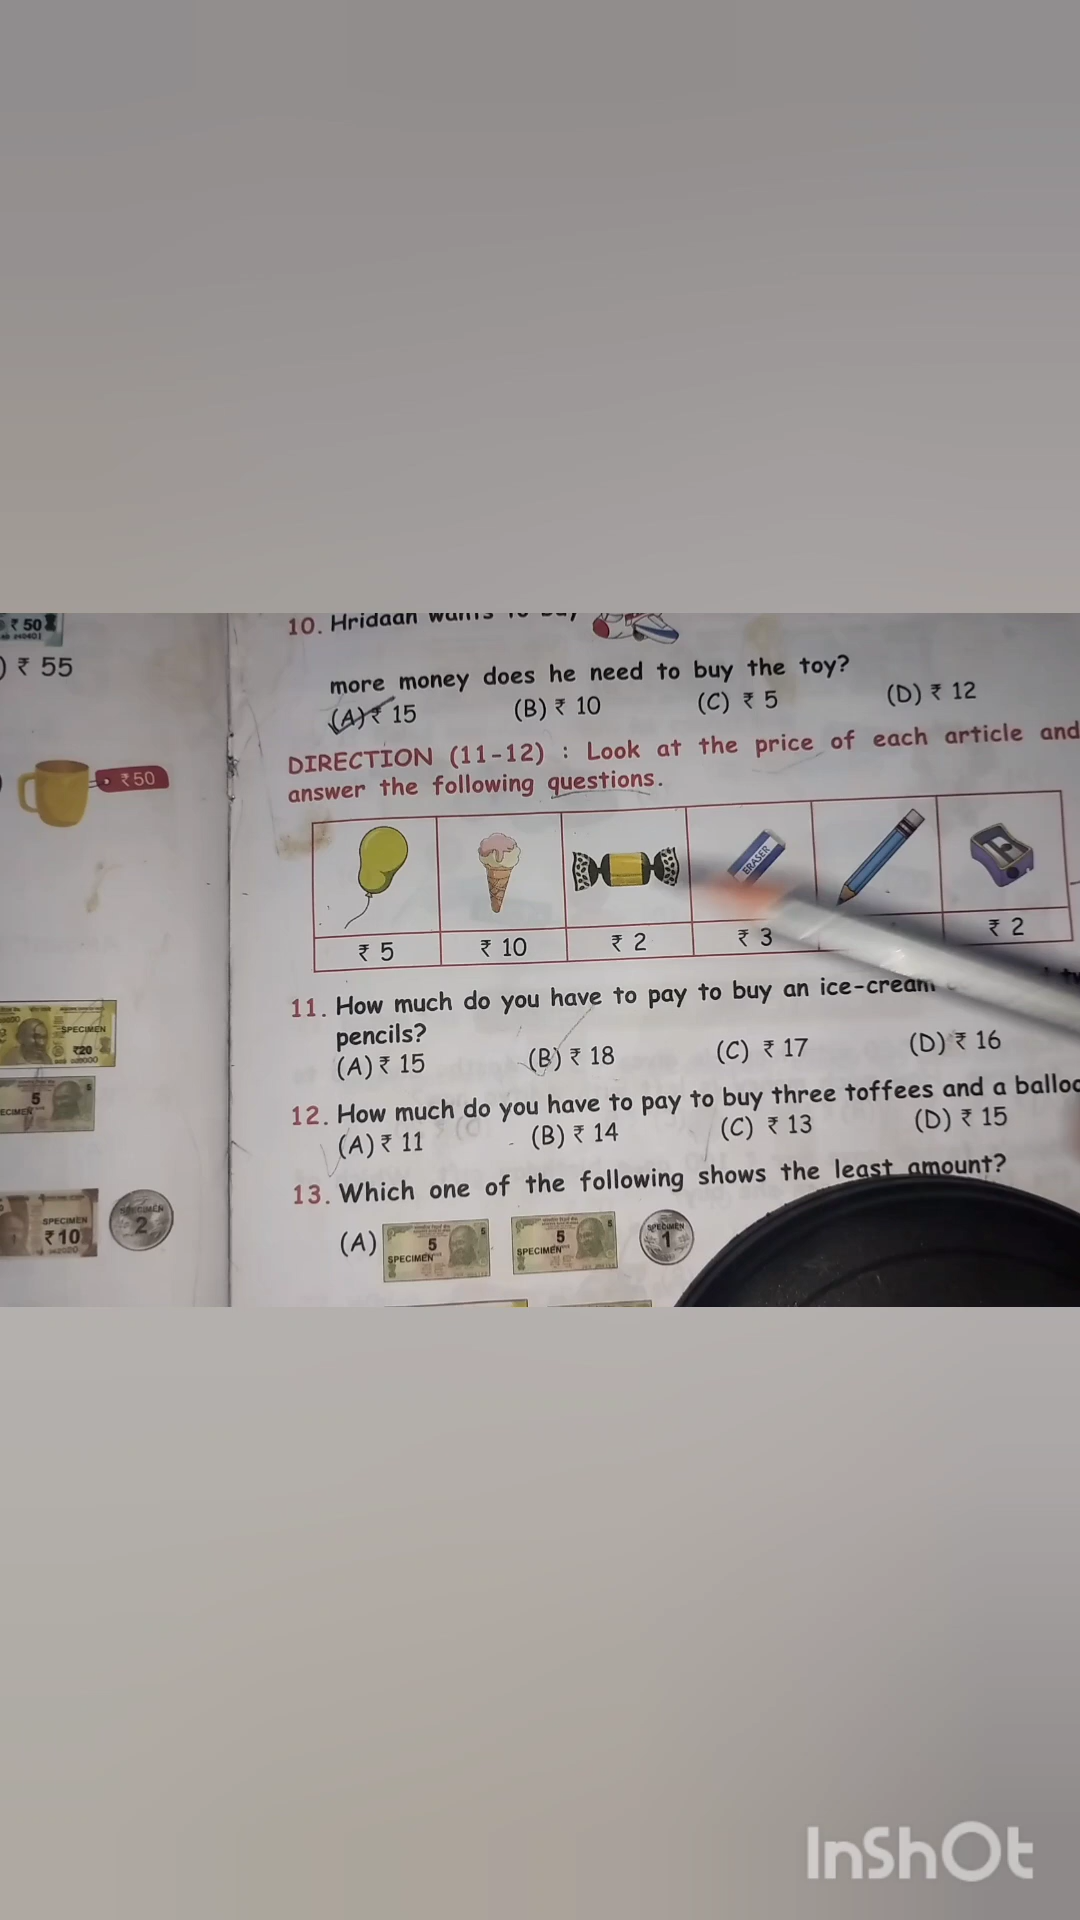 ₹ 50
₹ 55
₹50
SPECIMEN
₹20
5
SPECIMEN
₹10
SPECIMEN
2
10. Hridaan wants to buy
more money does he need to buy the toy?
(A) ₹ 15 (B) ₹ 10 (C) ₹ 5 (D) ₹ 12
DIRECTION (11-12) : Look at the price of each article and
answer the following questions.
ERASER
₹ 5 ₹ 10 ₹ 2 ₹ 3 ₹ 2
11. How much do you have to pay to buy an ice-cream
pencils?
(A) ₹ 15 (B) ₹ 18 (C) ₹ 17 (D) ₹ 16
12. How much do you have to pay to buy three toffees and a balloo
(A) ₹ 11 (B) ₹ 14 (C) ₹ 13 (D) ₹ 15
13. Which one of the following shows the least amount?
(A) 5 SPECIMEN 5 SPECIMEN SPECIMEN 1
InShOt